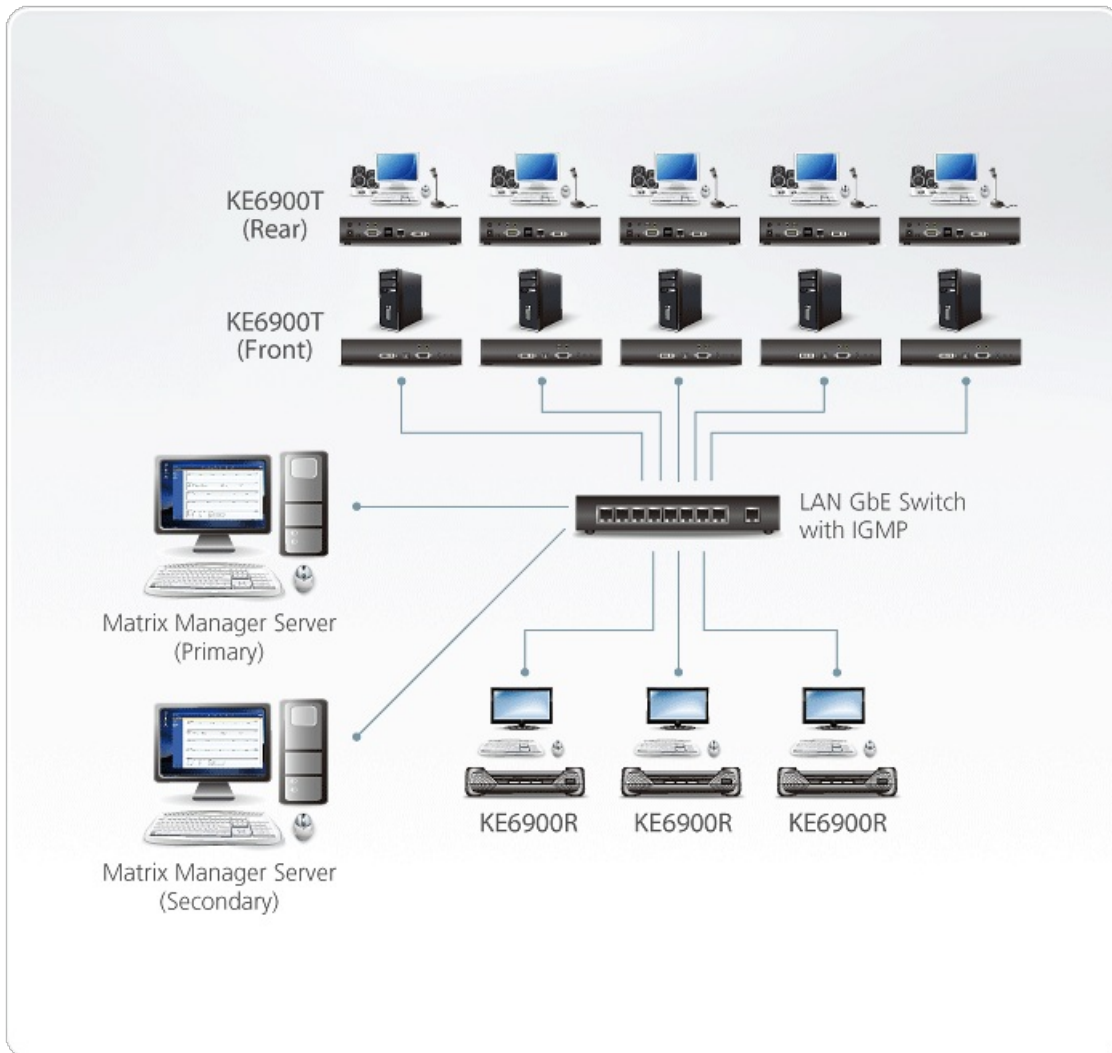 KE6900T
(Rear)
KE6900T
(Front)
LAN GbE Switch
with IGMP
Matrix Manager Server
(Primary)
KE6900R
KE6900R
KE6900R
Matrix Manager Server
(Secondary)